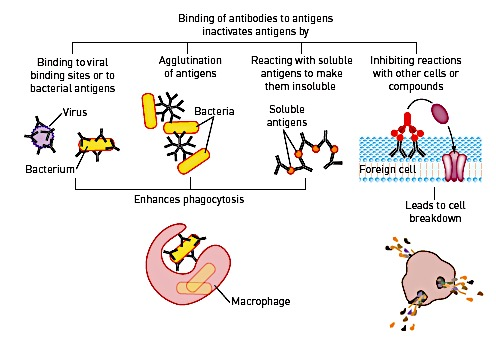 Binding of antibodies to antigens
inactivates antigens by
Binding to viral
binding sites or to
bacterial antigens
Agglutination
of antigens
Reacting with soluble
antigens to make
them insoluble
Inhibiting reactions
with other cells or
compounds
Virus
Bacterium
Bacteria
Soluble
antigens
Foreign cell
Enhances phagocytosis
Leads to cell
breakdown
Macrophage